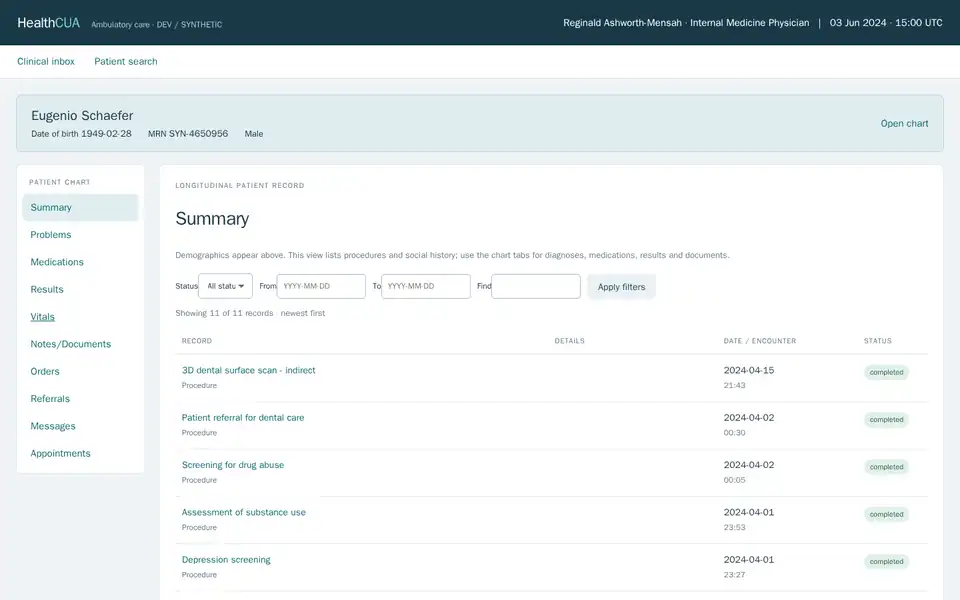 HealthCUA Ambulatory care · DEV / SYNTHETIC
Reginald Ashworth-Mensah · Internal Medicine Physician | 03 Jun 2024 · 15:00 UTC
Clinical inbox Patient search
Eugenio Schaefer
Date of birth 1949-02-28 MRN SYN-4650956 Male
Open chart
PATIENT CHART
Summary
Problems
Medications
Results
Vitals
Notes/Documents
Orders
Referrals
Messages
Appointments
LONGITUDINAL PATIENT RECORD
Summary
Demographics appear above. This view lists procedures and social history; use the chart tabs for diagnoses, medications, results and documents.
Status All statu From YYYY-MM-DD To YYYY-MM-DD Find Apply filters
Showing 11 of 11 records · newest first
RECORD DETAILS DATE / ENCOUNTER STATUS
3D dental surface scan - indirect 2024-04-15 completed
Procedure 21:43
Patient referral for dental care 2024-04-02 completed
Procedure 00:30
Screening for drug abuse 2024-04-02 completed
Procedure 00:05
Assessment of substance use 2024-04-01 completed
Procedure 23:53
Depression screening 2024-04-01 completed
Procedure 23:27